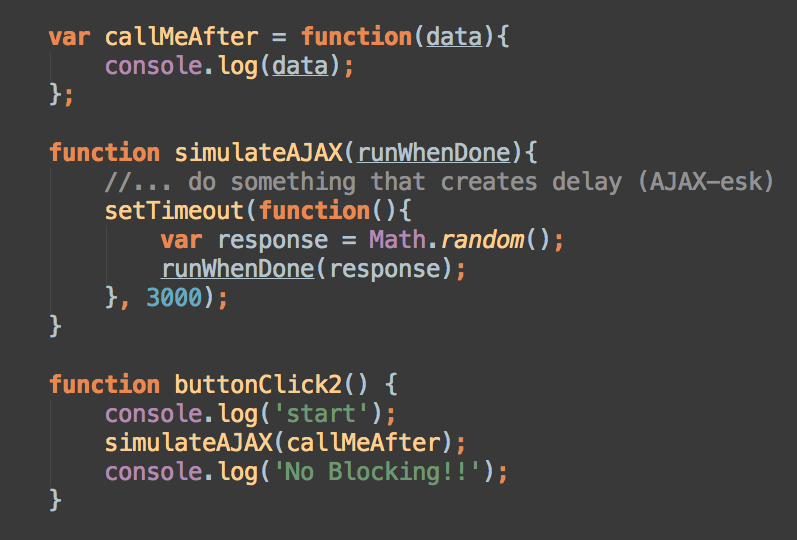 var callMeAfter = function(data){
    console.log(data);
};

function simulateAJAX(runWhenDone){
    //... do something that creates delay (AJAX-esk)
    setTimeout(function(){
        var response = Math.random();
        runWhenDone(response);
    }, 3000);
}

function buttonClick2() {
    console.log('start');
    simulateAJAX(callMeAfter);
    console.log('No Blocking!!');
}